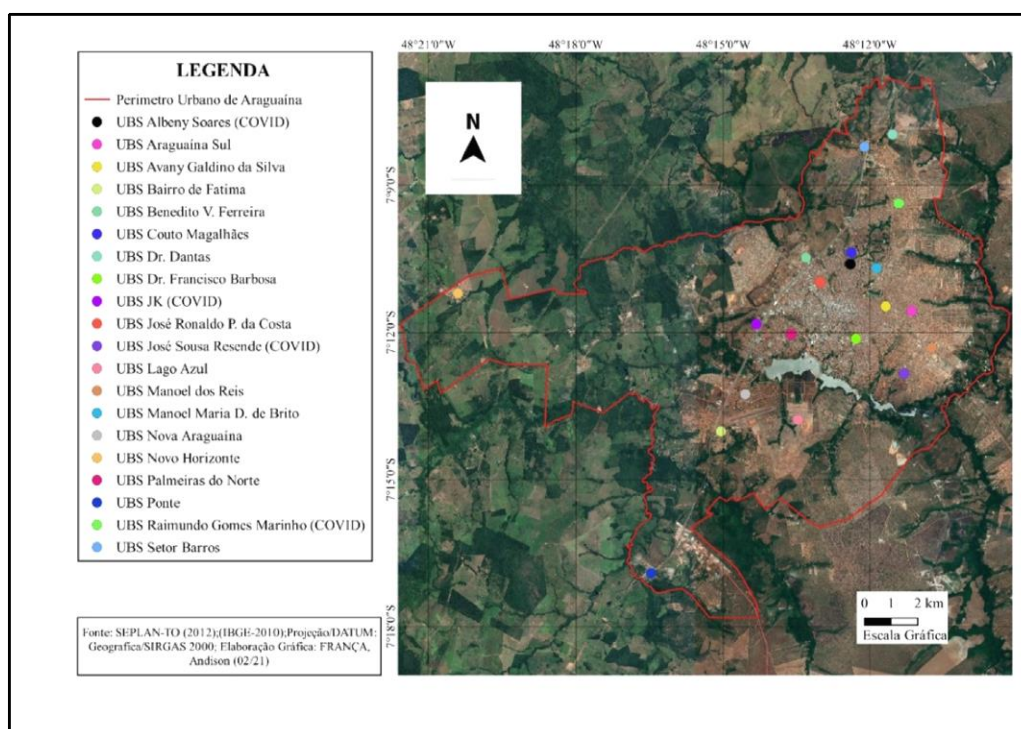 LEGENDA
Perimetro Urbano de Araguaína
UBS Albeny Soares (COVID)
UBS Araguaína Sul
UBS Avany Galdino da Silva
UBS Bairro de Fatima
UBS Benedito V. Ferreira
UBS Couto Magalhães
UBS Dr. Dantas
UBS Dr. Francisco Barbosa
UBS JK (COVID)
UBS José Ronaldo P. da Costa
UBS José Sousa Resende (COVID)
UBS Lago Azul
UBS Manoel dos Reis
UBS Manoel Maria D. de Brito
UBS Nova Araguaina
UBS Novo Horizonte
UBS Palmeiras do Norte
UBS Ponte
UBS Raimundo Gomes Marinho (COVID)
UBS Setor Barros
Fonte: SEPLAN-TO (2012);(IBGE-2010);Projeção/DATUM:
Geografica/SIRGAS 2000; Elaboração Gráfica: FRANÇA,
Andison (02/21)
48°21'0"W 48°18'0"W 48°15'0"W 48°12'0"W
N
7°9'0"S
7°12'0"S
7°15'0"S
7°18'0"S
0 1 2 km
Escala Gráfica